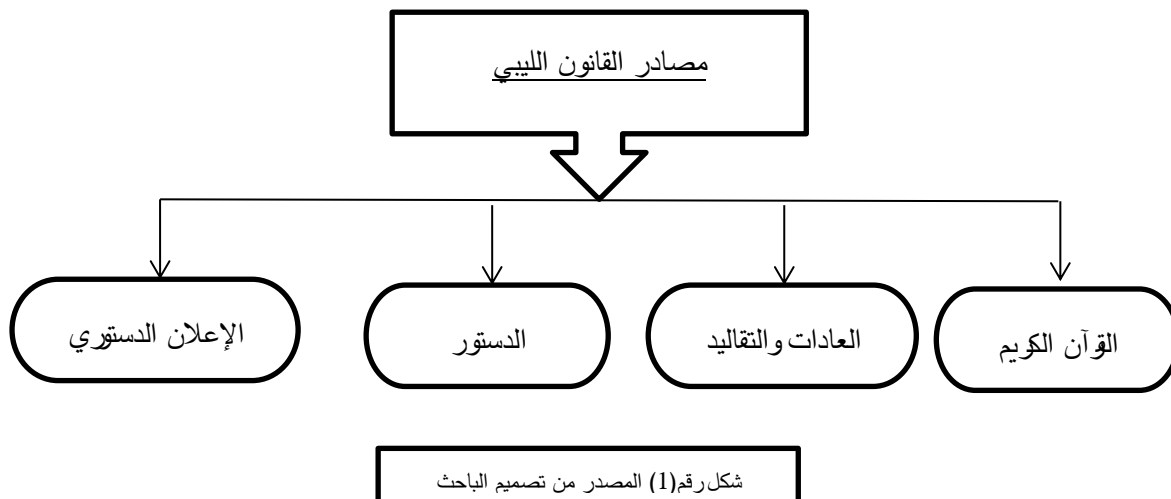 مصادر القانون الليبي
القرآن الكريم
العادات والتقاليد
الدستور
الإعلان الدستوري
شكل رقم(1) المصدر من تصميم الباحث